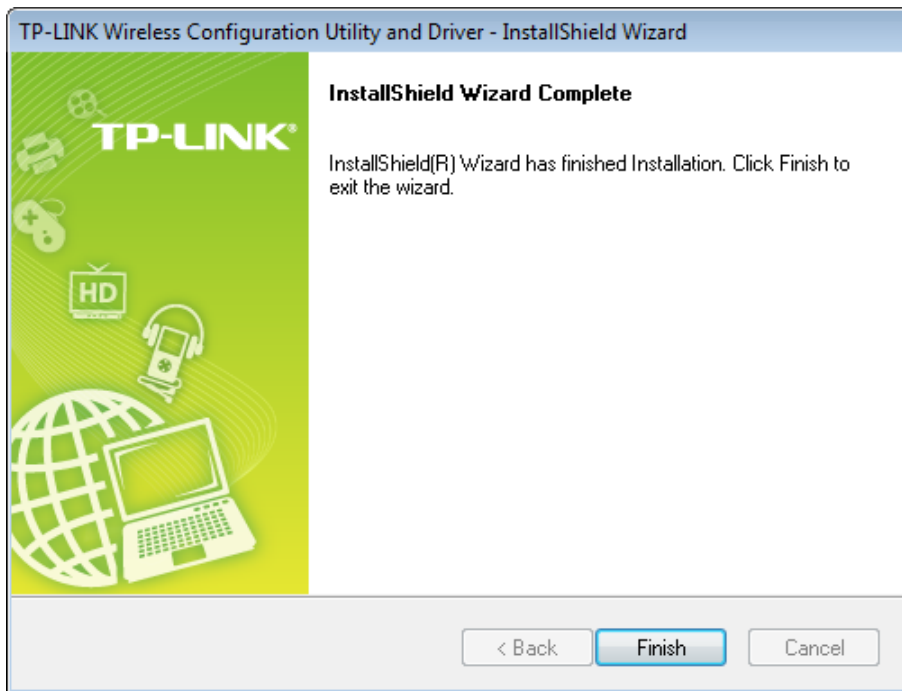 TP-LINK Wireless Configuration Utility and Driver - InstallShield Wizard
TP-LINK®
HD
InstallShield Wizard Complete
InstallShield(R) Wizard has finished Installation. Click Finish to
exit the wizard.
< Back
Finish
Cancel